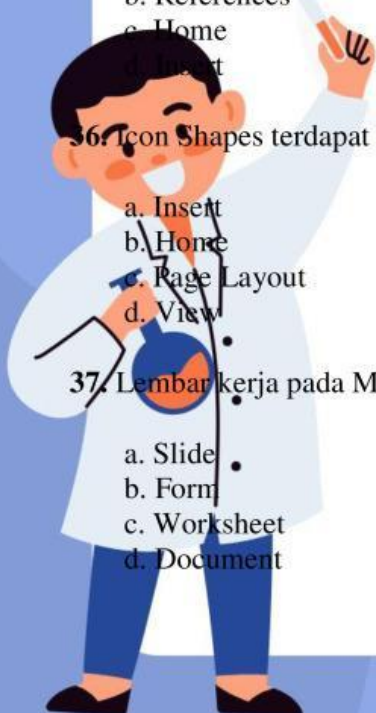 b. References
c. Home
d. Insert
36. Icon Shapes terdapat
a. Insert
b. Home
c. Page Layout
d. View
37. Lembar kerja pada M
a. Slide
b. Form
c. Worksheet
d. Document